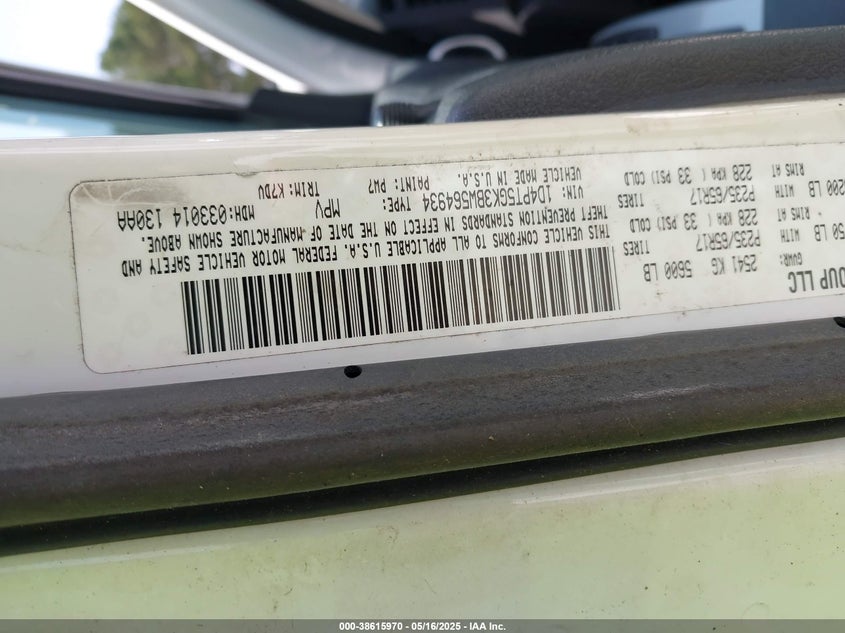 OUP LLC
GVWR: 2541 KG 5600 LB
50 LB WITH P235/65R17 TIRES
RIMS AT 228 KPA ( 33 PSI) COLD
200 LB WITH P235/65R17 TIRES
RIMS AT 228 KPA ( 33 PSI) COLD
THIS VEHICLE CONFORMS TO ALL APPLICABLE U.S.A. FEDERAL MOTOR VEHICLE SAFETY AND
THEFT PREVENTION STANDARDS IN EFFECT ON THE DATE OF MANUFACTURE SHOWN ABOVE.
VIN: 1D4PT5GK3BW564934 TYPE: MPV MDH: 033014 130AA
VEHICLE MADE IN U.S.A. PAINT: PW7 TRIM: K7DV
000-38615970 - 05/16/2025 - IAA Inc.